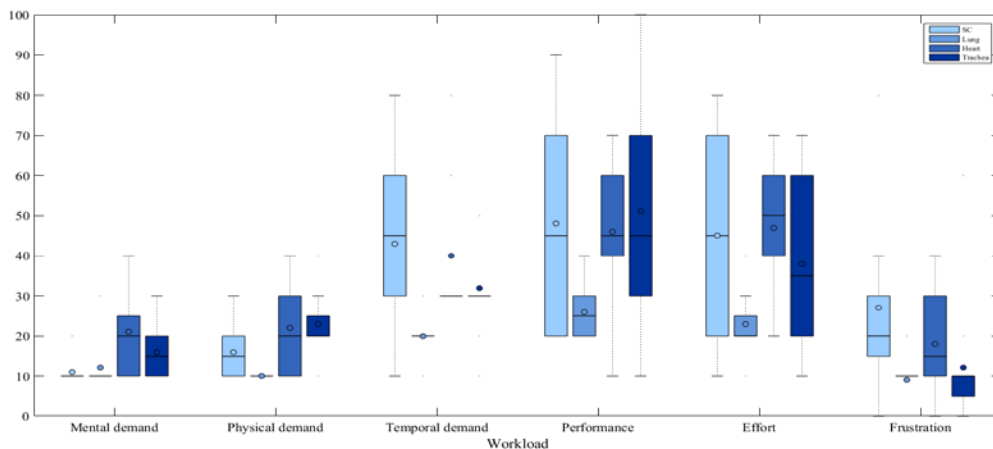 100
90
80
70
60
50
40
30
20
10
0
SC
Lung
Heart
Trachea
Mental demand
Physical demand
Temporal demand
Performance
Effort
Frustration
Workload